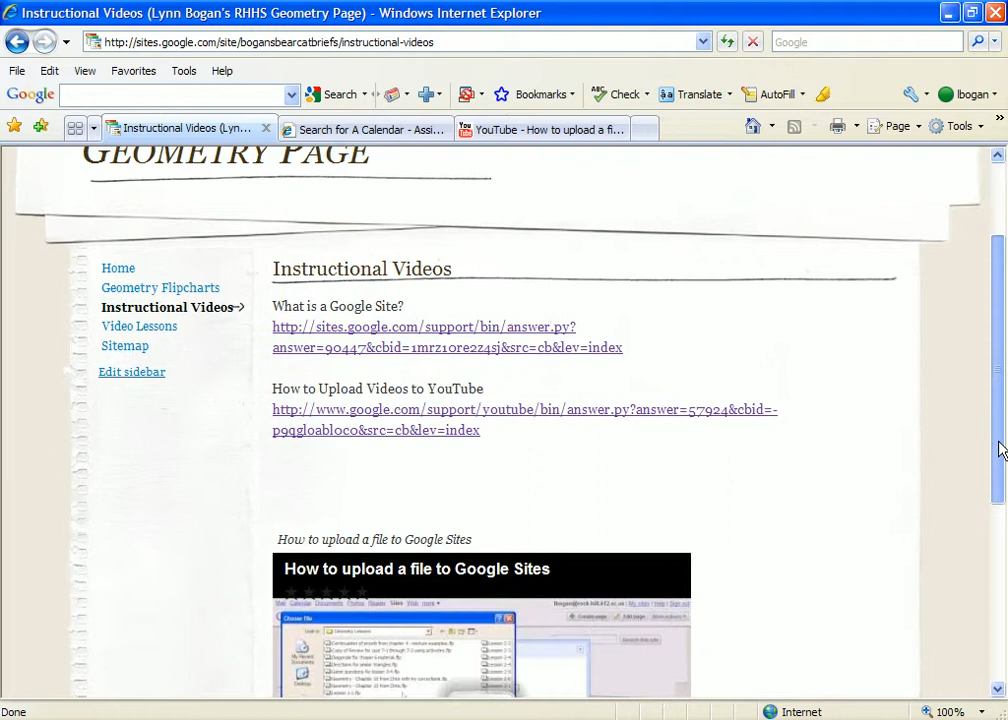 Instructional Videos (Lynn Bogan's RHHS Geometry Page) - Windows Internet Explorer
http://sites.google.com/site/bogansbearcatbriefs/instructional-videos
Google
File Edit View Favorites Tools Help
Google Search Bookmarks Check Translate AutoFill lbogan
Instructional Videos (Lyn... Search for A Calendar - Assi... YouTube - How to upload a fi... Page Tools
GEOMETRY PAGE
Home
Geometry Flipcharts
Instructional Videos
Video Lessons
Sitemap
Edit sidebar
Instructional Videos
What is a Google Site?
http://sites.google.com/support/bin/answer.py?
answer=90447&cbid=1mrz10re2z4sj&src=cb&lev=index
How to Upload Videos to YouTube
http://www.google.com/support/youtube/bin/answer.py?answer=57924&cbid=-
p9qgloabl0c0&src=cb&lev=index
How to upload a file to Google Sites
How to upload a file to Google Sites
Choose file
Done Internet 100%